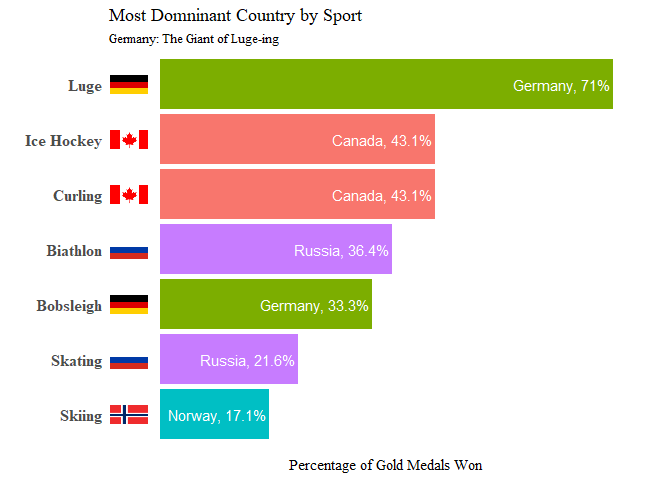 Most Domninant Country by Sport
Germany: The Giant of Luge-ing
Luge
Germany, 71%
Ice Hockey
Canada, 43.1%
Curling
Canada, 43.1%
Biathlon
Russia, 36.4%
Bobsleigh
Germany, 33.3%
Skating
Russia, 21.6%
Skiing
Norway, 17.1%
Percentage of Gold Medals Won